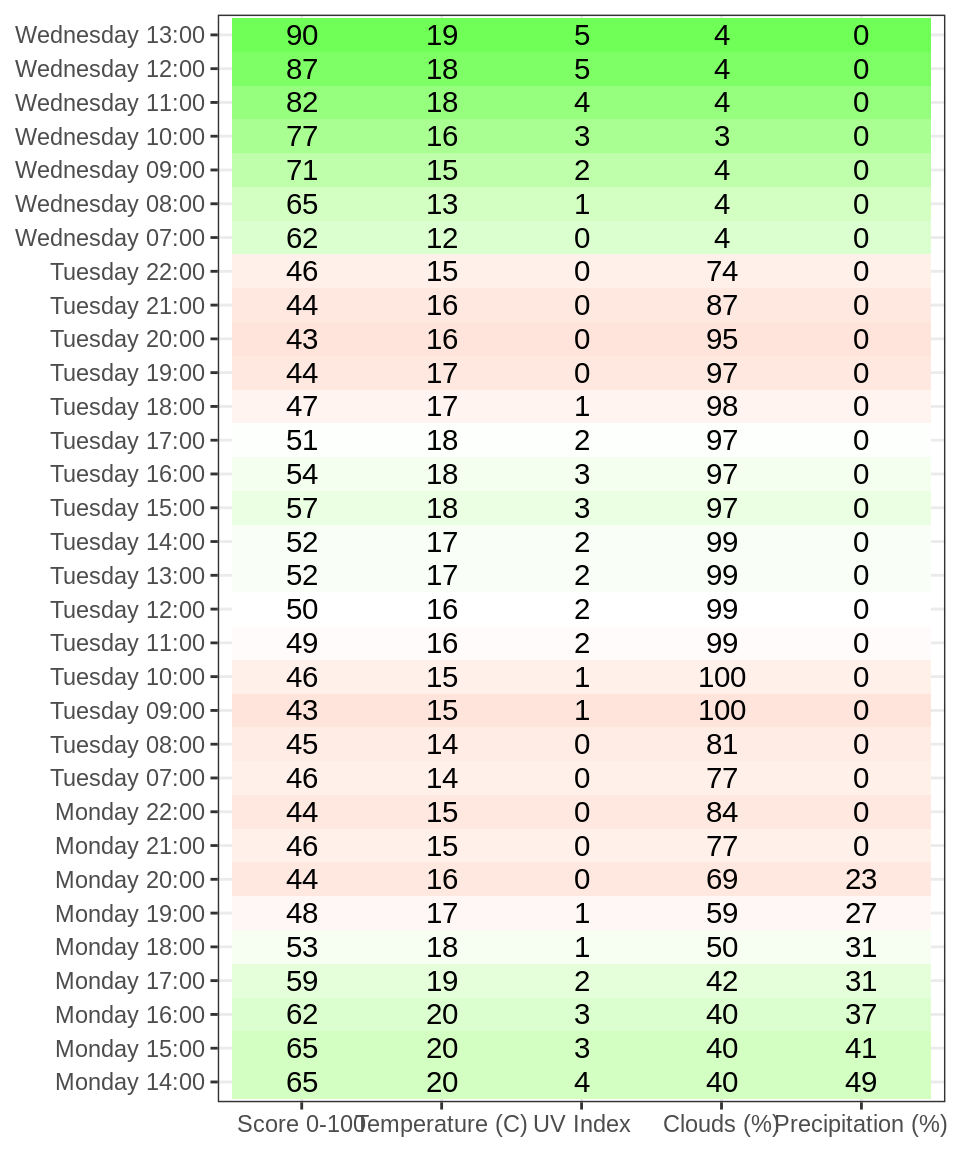 Wednesday 13:00 90 19 5 4 0
Wednesday 12:00 87 18 5 4 0
Wednesday 11:00 82 18 4 4 0
Wednesday 10:00 77 16 3 3 0
Wednesday 09:00 71 15 2 4 0
Wednesday 08:00 65 13 1 4 0
Wednesday 07:00 62 12 0 4 0
Tuesday 22:00 46 15 0 74 0
Tuesday 21:00 44 16 0 87 0
Tuesday 20:00 43 16 0 95 0
Tuesday 19:00 44 17 0 97 0
Tuesday 18:00 47 17 1 98 0
Tuesday 17:00 51 18 2 97 0
Tuesday 16:00 54 18 3 97 0
Tuesday 15:00 57 18 3 97 0
Tuesday 14:00 52 17 2 99 0
Tuesday 13:00 52 17 2 99 0
Tuesday 12:00 50 16 2 99 0
Tuesday 11:00 49 16 2 99 0
Tuesday 10:00 46 15 1 100 0
Tuesday 09:00 43 15 1 100 0
Tuesday 08:00 45 14 0 81 0
Tuesday 07:00 46 14 0 77 0
Monday 22:00 44 15 0 84 0
Monday 21:00 46 15 0 77 0
Monday 20:00 44 16 0 69 23
Monday 19:00 48 17 1 59 27
Monday 18:00 53 18 1 50 31
Monday 17:00 59 19 2 42 31
Monday 16:00 62 20 3 40 37
Monday 15:00 65 20 3 40 41
Monday 14:00 65 20 4 40 49
Score 0-100 Temperature (C) UV Index Clouds (%) Precipitation (%)